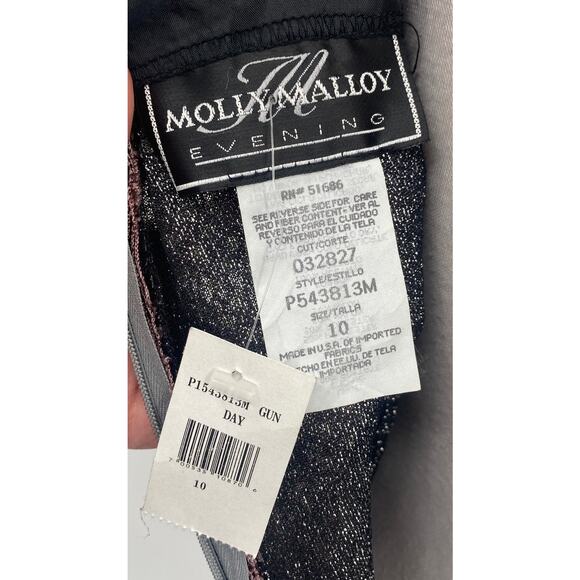 M
MOLLY MALLOY
EVENING
RN# 51686
SEE REVERSE SIDE FOR CARE
AND FIBER CONTENT - VER AL
REVERSO PARA EL CUIDADO
Y CONTENIDO DE LA TELA
CUT/CORTE
032827
STYLE/ESTILLO
P543813M
SIZE/TALLA
10
MADE IN U.S.A. OF IMPORTED
FABRICS
HECHO EN EE.UU. DE TELA
IMPORTADA
P1543813M GUN
DAY
10